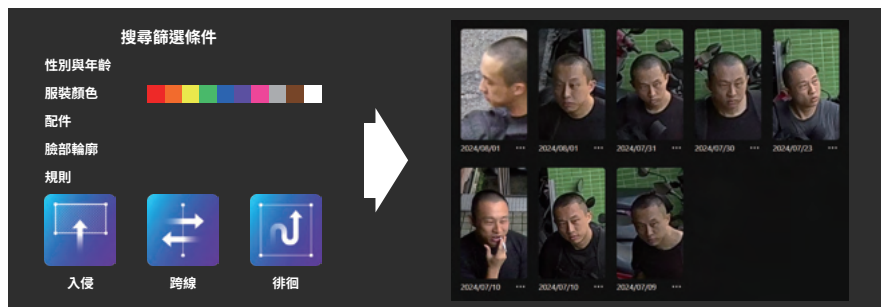 搜尋篩選條件
性別與年齡
服裝顏色
配件
臉部輪廓
規則
入侵
跨線
徘徊
2024/08/01 ···
2024/08/01 ···
2024/07/31 ···
2024/07/30 ···
2024/07/23 ···
2024/07/10 ···
2024/07/10 ···
2024/07/09 ···